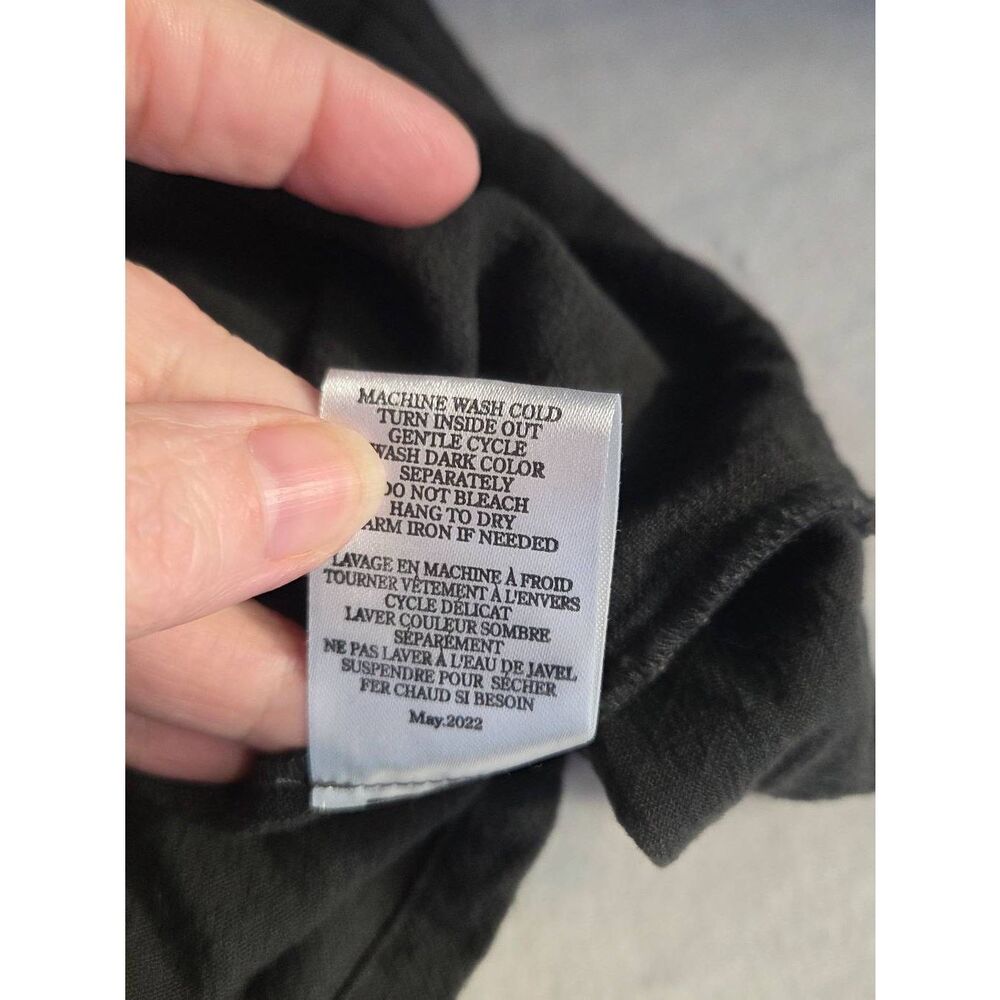 MACHINE WASH COLD
TURN INSIDE OUT
GENTLE CYCLE
WASH DARK COLOR
SEPARATELY
DO NOT BLEACH
HANG TO DRY
WARM IRON IF NEEDED
LAVAGE EN MACHINE À FROID
TOURNER VÊTEMENT À L'ENVERS
CYCLE DÉLICAT
LAVER COULEUR SOMBRE
SÉPARÉMENT
NE PAS LAVER À L'EAU DE JAVEL
SUSPENDRE POUR SÉCHER
FER CHAUD SI BESOIN
May.2022